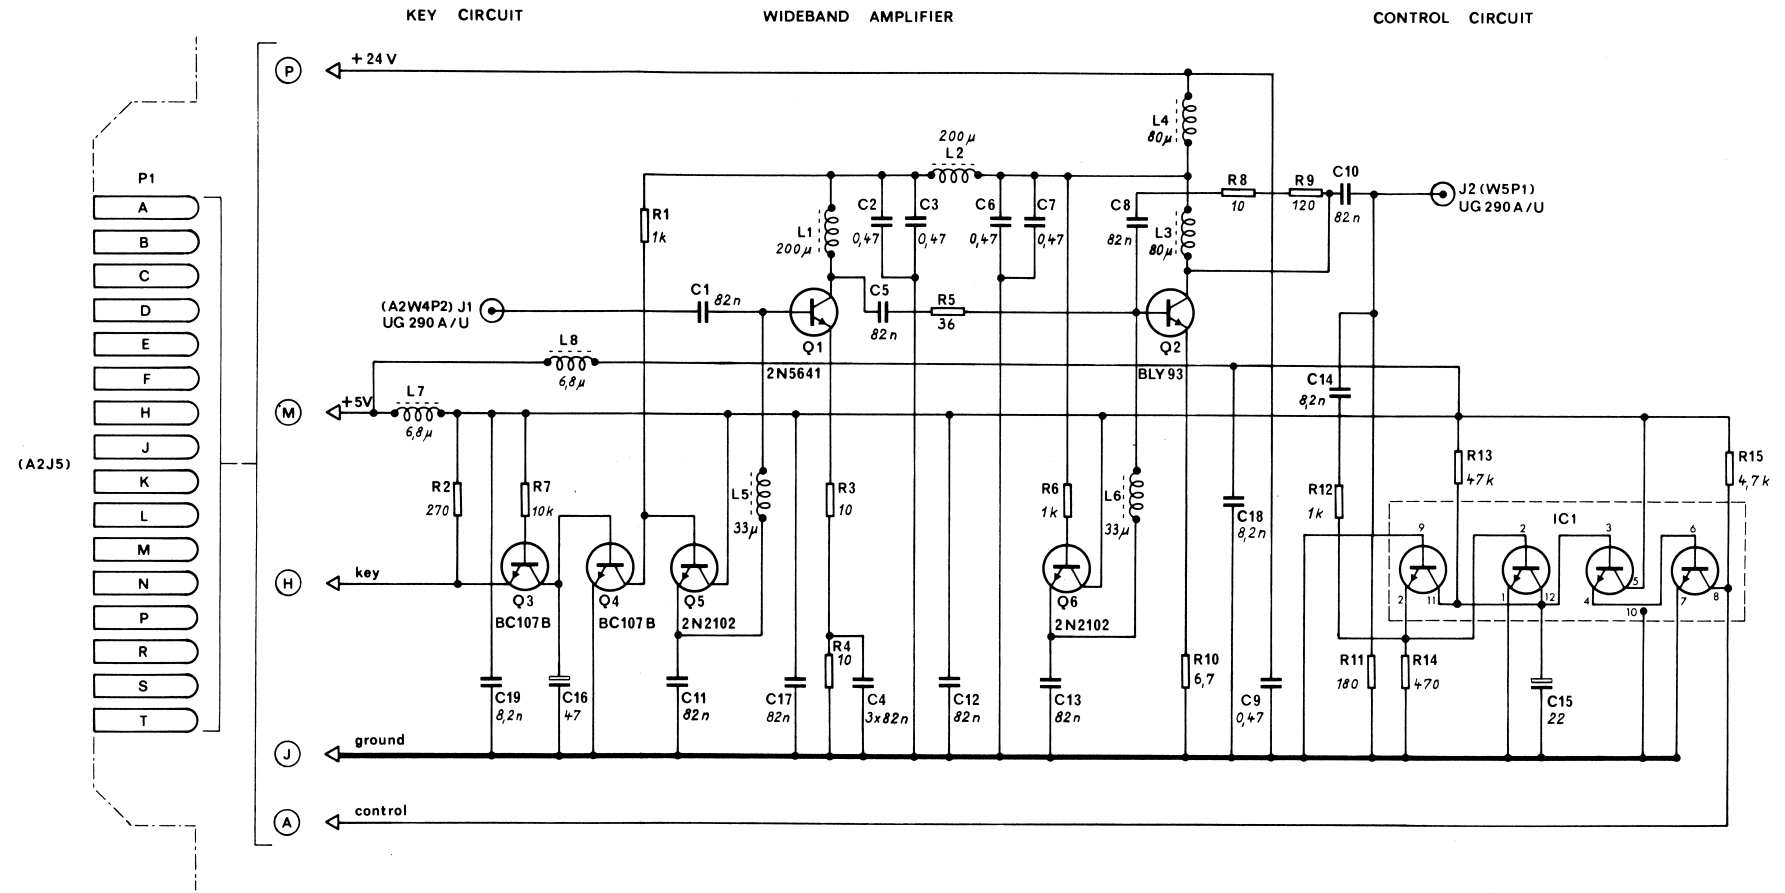 KEY CIRCUIT
WIDEBAND AMPLIFIER
CONTROL CIRCUIT
P +24V
L4
80µ
200µ
L2
P1
A
B
C
D
E
F
H
J
K
L
M
N
P
R
S
T
(A2J5)
R1
1k
L1
200µ
C2
0,47
C3
0,47
C6
0,47
C7
0,47
C8
82n
L3
80µ
R8
10
R9
120
C10
82n
J2 (W5P1)
UG 290 A/U
(A2W4P2) J1
UG 290 A/U
C1
82n
Q1
2N5641
C5
82n
R5
36
Q2
BLY 93
L8
6,8µ
M +5V
L7
6,8µ
C14
8,2n
R2
270
R7
10k
L5
33µ
R3
10
R6
1k
L6
33µ
C18
8,2n
R12
1k
R13
47k
R15
4,7k
IC1
9
2
3
6
2
11
1
12
4
5
10
7
8
H key
Q3
BC107B
Q4
BC107B
Q5
2N2102
Q6
2N2102
C19
8,2n
C16
47
C11
82n
C17
82n
R4
10
C4
3x82n
C12
82n
C13
82n
R10
6,7
C9
0,47
R11
180
R14
470
C15
22
J ground
A control